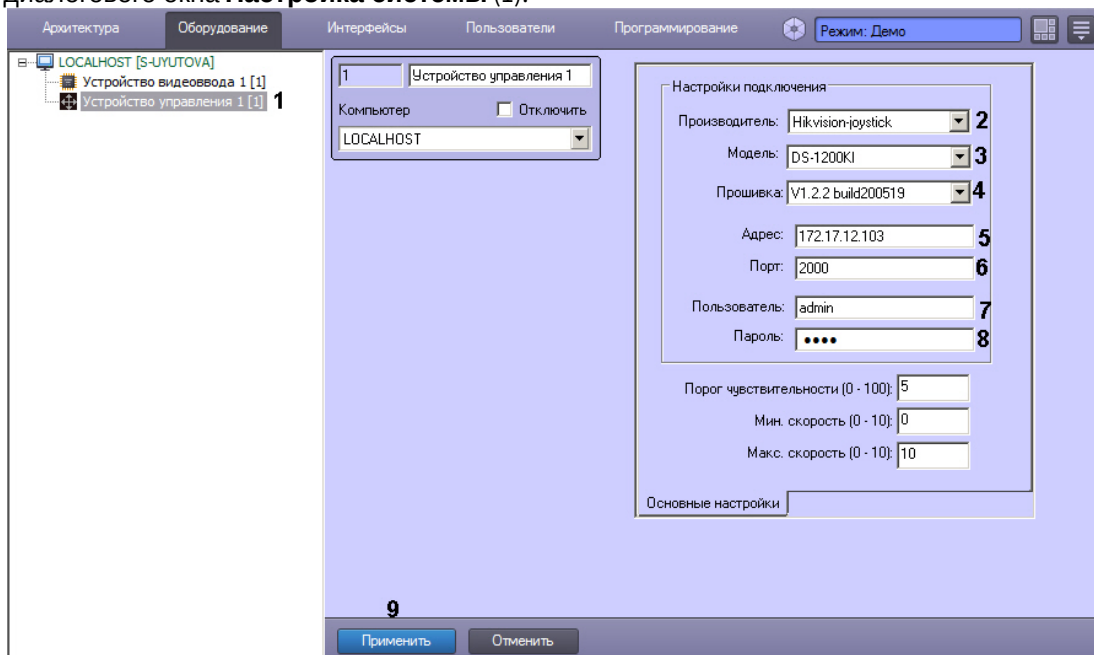 диалогового окна Настройка системы (1).
Архитектура Оборудование Интерфейсы Пользователи Программирование Режим: Демо
LOCALHOST [S-UYUTOVA]
Устройство видеоввода 1 [1]
Устройство управления 1 [1] 1
1 Устройство управления 1
Компьютер Отключить
LOCALHOST
Настройки подключения
Производитель: Hikvision-joystick 2
Модель: DS-1200KI 3
Прошивка: V1.2.2 build200519 4
Адрес: 172.17.12.103 5
Порт: 2000 6
Пользователь: admin 7
Пароль: •••• 8
Порог чувствительности (0 - 100): 5
Мин. скорость (0 - 10): 0
Макс. скорость (0 - 10): 10
Основные настройки
9
Применить Отменить